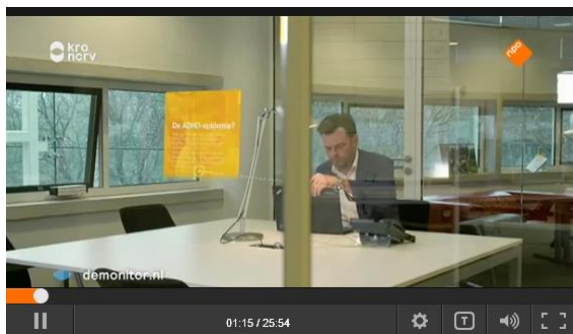 kro
ncrv
npo
De ADHD-epidemie?
demonitor.nl
01:15 / 25:54
T